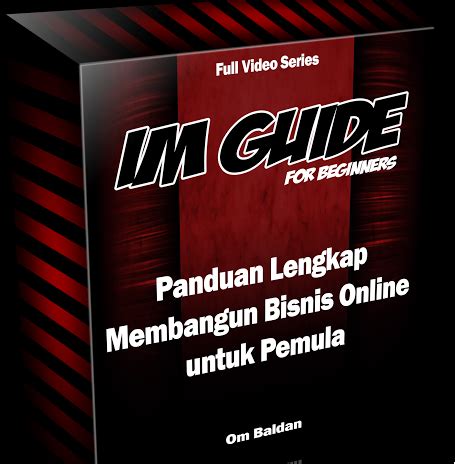 Full Video Series
IM GUIDE
FOR BEGINNERS
Panduan Lengkap
Membangun Bisnis Online
untuk Pemula
Om Baldan